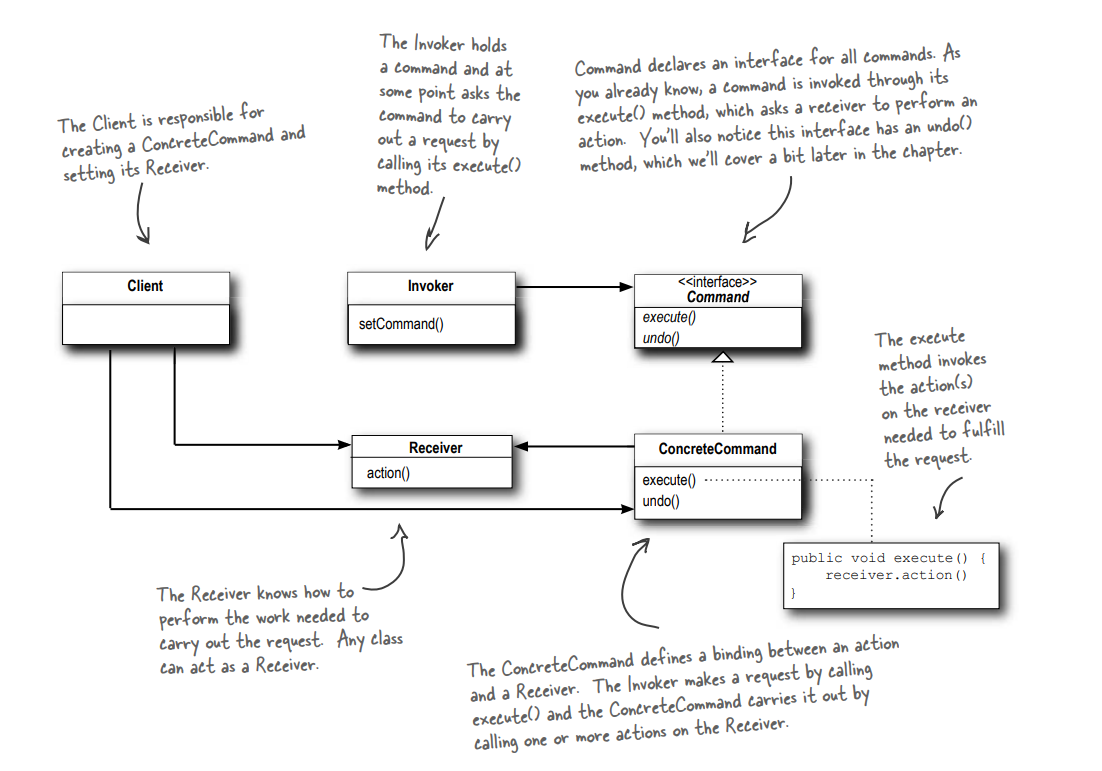 The Client is responsible for
creating a ConcreteCommand and
setting its Receiver.
The Invoker holds
a command and at
some point asks the
command to carry
out a request by
calling its execute()
method.
Command declares an interface for all commands. As
you already know, a command is invoked through its
execute() method, which asks a receiver to perform an
action. You'll also notice this interface has an undo()
method, which we'll cover a bit later in the chapter.
Client
Invoker
setCommand()
<<interface>>
Command
execute()
undo()
The execute
method invokes
the action(s)
on the receiver
needed to fulfill
the request.
Receiver
action()
ConcreteCommand
execute()
undo()
public void execute() {
receiver.action()
}
The Receiver knows how to
perform the work needed to
carry out the request. Any class
can act as a Receiver.
The ConcreteCommand defines a binding between an action
and a Receiver. The Invoker makes a request by calling
execute() and the ConcreteCommand carries it out by
calling one or more actions on the Receiver.